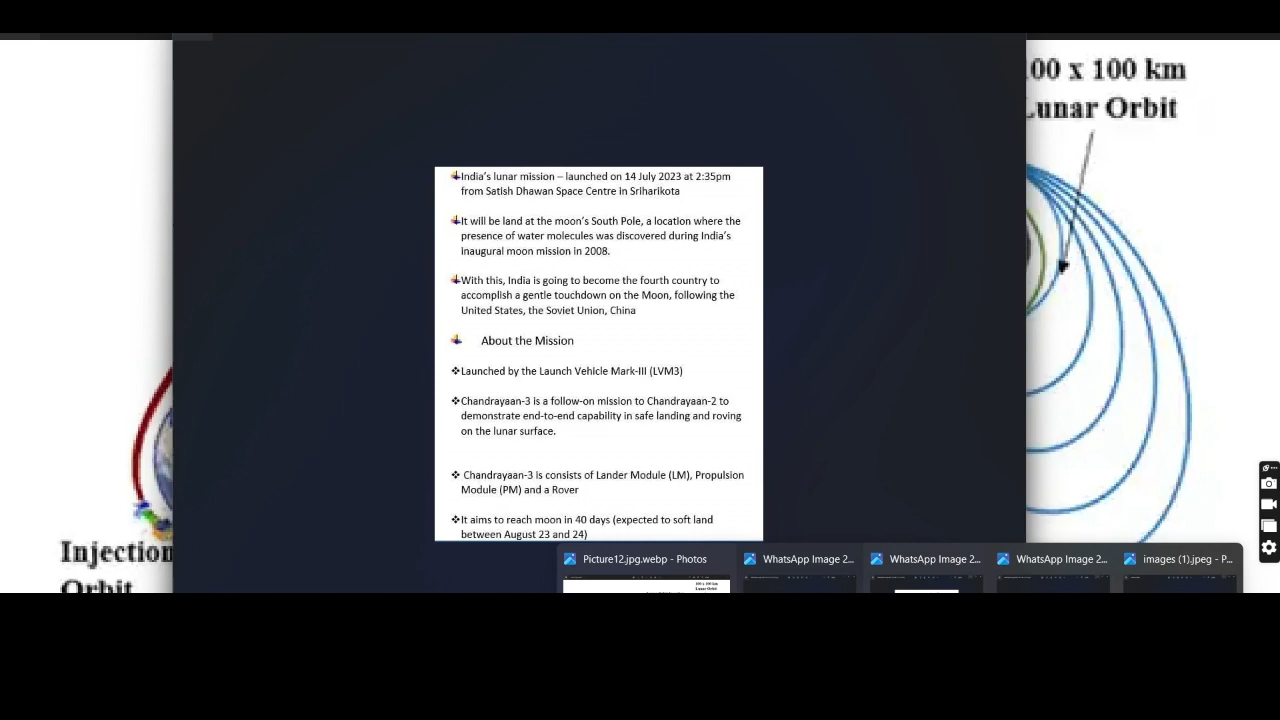 00 x 100 km
Lunar Orbit
India's lunar mission – launched on 14 July 2023 at 2:35pm
from Satish Dhawan Space Centre in Sriharikota
It will be land at the moon's South Pole, a location where the
presence of water molecules was discovered during India's
inaugural moon mission in 2008.
With this, India is going to become the fourth country to
accomplish a gentle touchdown on the Moon, following the
United States, the Soviet Union, China
About the Mission
Launched by the Launch Vehicle Mark-III (LVM3)
Chandrayaan-3 is a follow-on mission to Chandrayaan-2 to
demonstrate end-to-end capability in safe landing and roving
on the lunar surface.
Chandrayaan-3 is consists of Lander Module (LM), Propulsion
Module (PM) and a Rover
It aims to reach moon in 40 days (expected to soft land
between August 23 and 24)
Injection
Orbit
Picture12.jpg.webp - Photos
WhatsApp Image 2...
WhatsApp Image 2...
WhatsApp Image 2...
images (1).jpeg - P...
100 x 100 km
Lunar Orbit